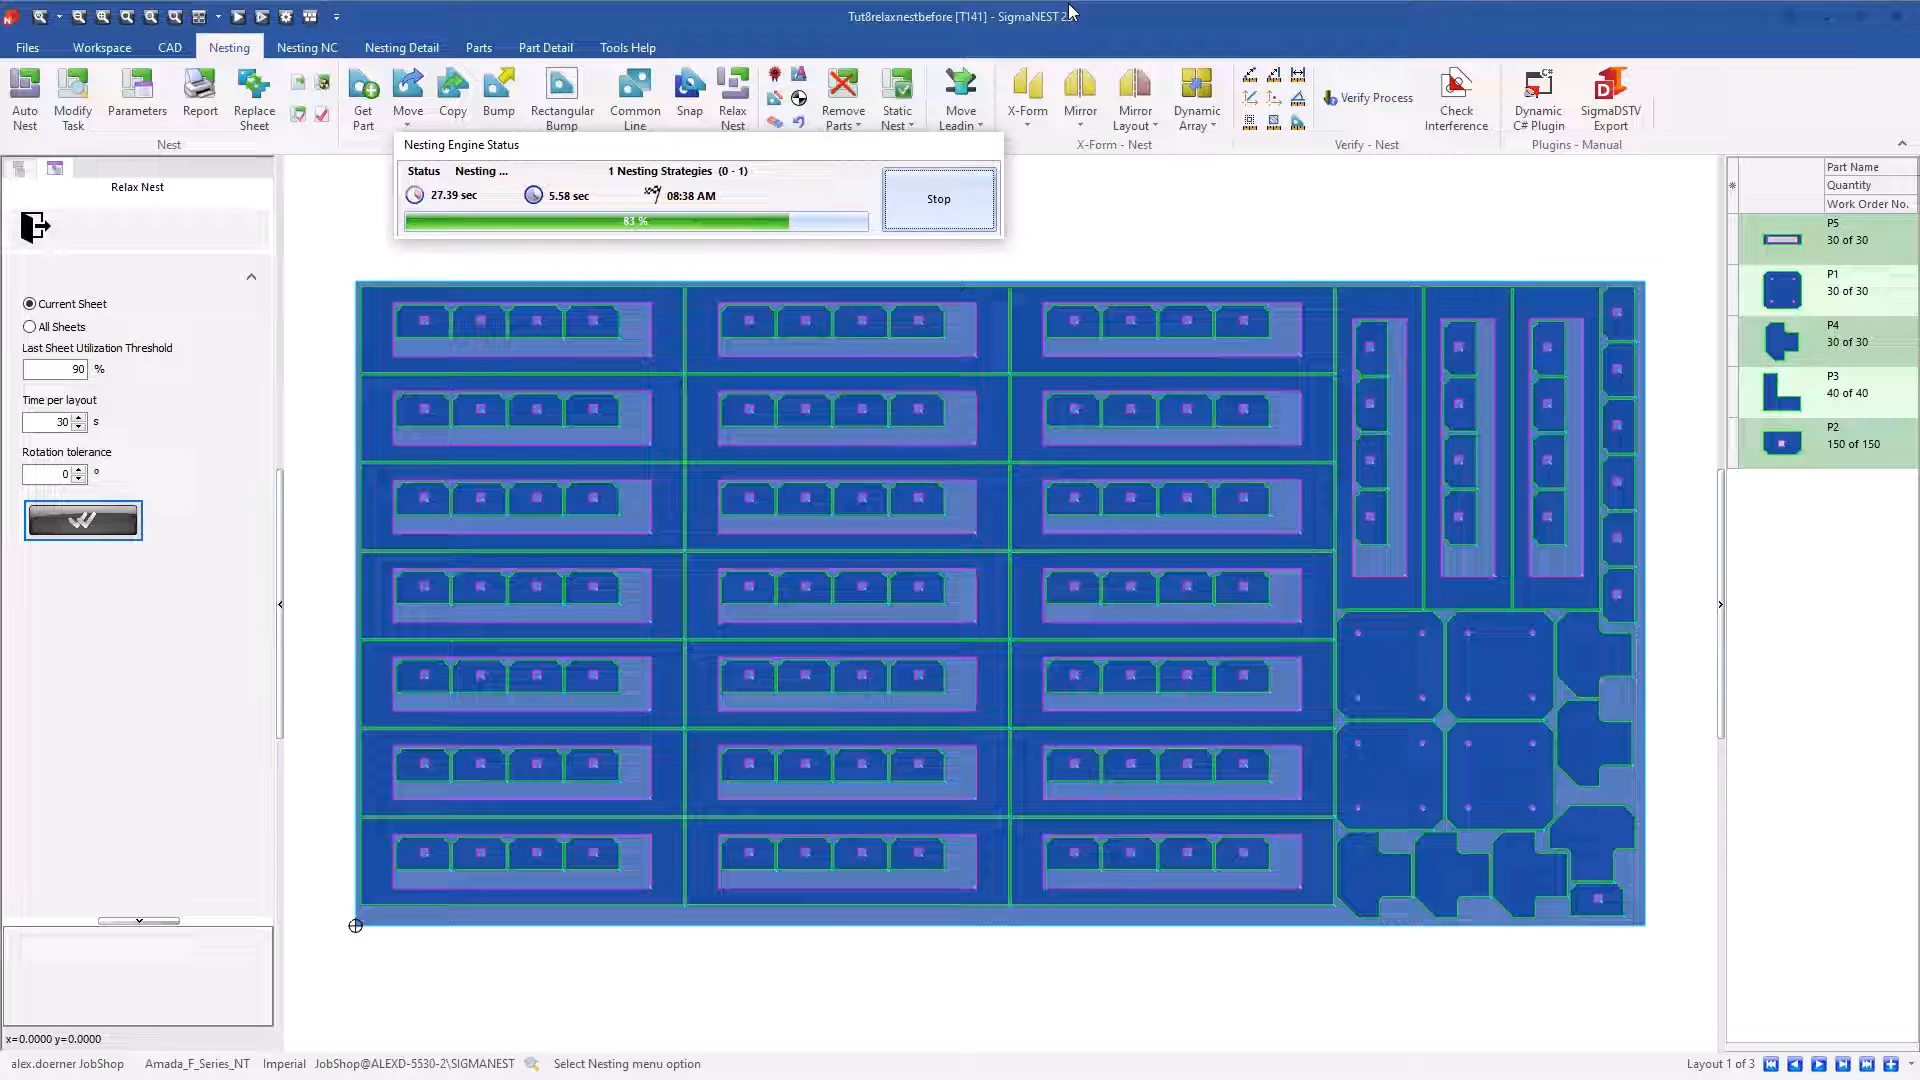 Tut8relaxnestbefore [T141] - SigmaNEST 2
Files
Workspace
CAD
Nesting
Nesting NC
Nesting Detail
Parts
Part Detail
Tools Help
Auto Nest
Modify Task
Parameters
Report
Replace Sheet
Get Part
Move
Copy
Bump
Rectangular Bump
Common Line
Snap
Relax Nest
Remove Parts
Static Nest
Move Leadin
X-Form
Mirror
Mirror Layout
Dynamic Array
Verify Process
Check Interference
Dynamic C# Plugin
SigmaDSTV Export
Nest
X-Form - Nest
Verify - Nest
Plugins - Manual
Nesting Engine Status
Status Nesting ... 1 Nesting Strategies (0 - 1)
27.39 sec 5.58 sec 08:38 AM
83 %
Stop
Relax Nest
Current Sheet
All Sheets
Last Sheet Utilization Threshold
90 %
Time per layout
30 s
Rotation tolerance
0 °
Part Name
Quantity
Work Order No.
P5
30 of 30
P1
30 of 30
P4
30 of 30
P3
40 of 40
P2
150 of 150
x=0.0000 y=0.0000
alex.doerner JobShop Amada_F_Series_NT Imperial JobShop@ALEXD-5530-2\SIGMANEST Select Nesting menu option Layout 1 of 3